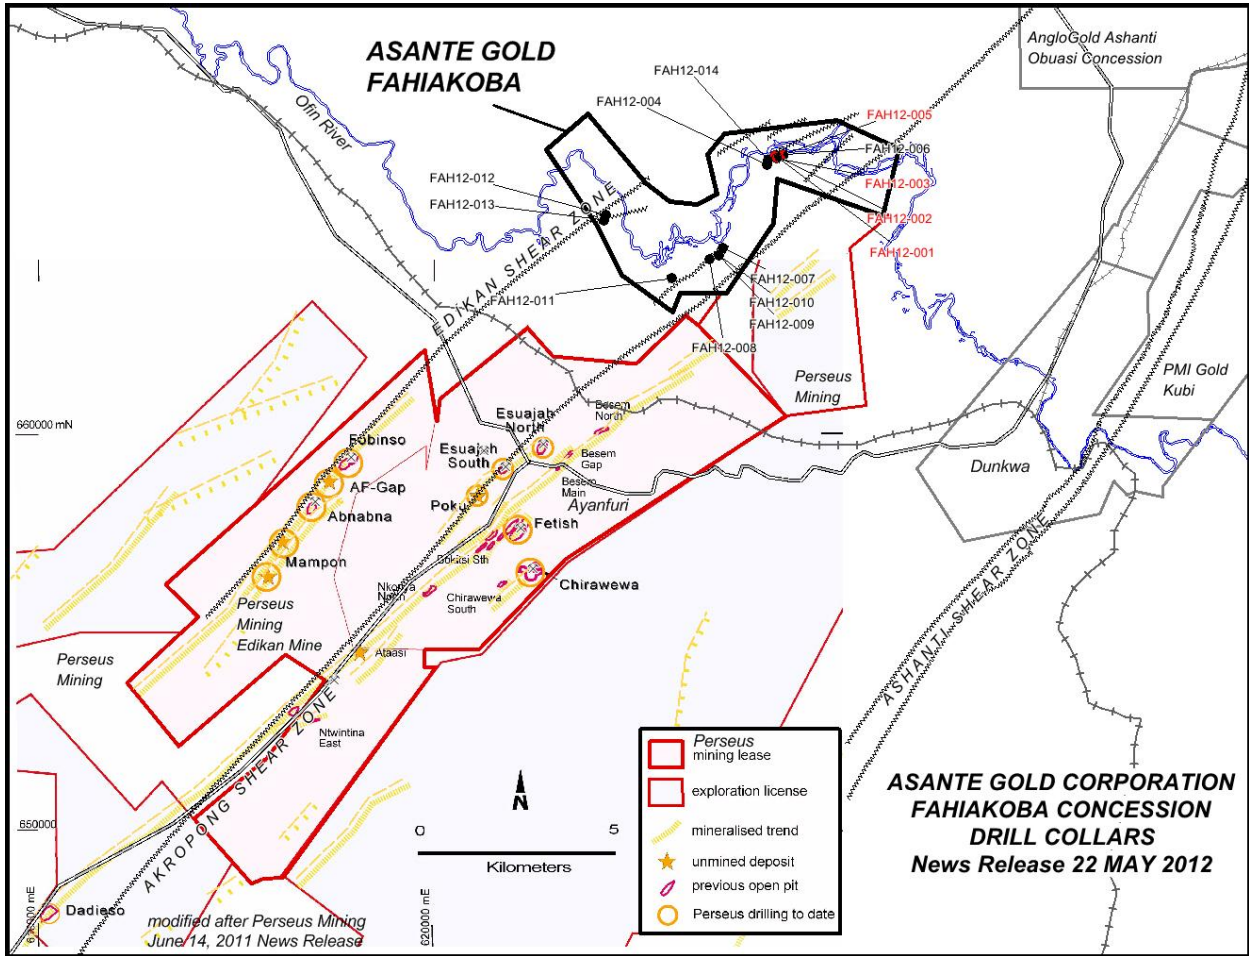 AngloGold Ashanti
Obuasi Concession
ASANTE GOLD
FAHIAKOBA
FAH12-014
FAH12-004
FAH12-005
FAH12-006
FAH12-003
FAH12-002
FAH12-001
Ofin River
FAH12-012
FAH12-013
FAH12-011
FAH12-007
FAH12-010
FAH12-009
FAH12-008
EDIKAN SHEAR ZONE
Perseus
Mining
PMI Gold
Kubi
Dunkwa
660000 mN
Fobinso
AF-Gap
Abnabna
Mampon
Esuajah
North
Esuajah
South
Besem
North
Besem
Gap
Besem
Main
Ayanfuri
Fetish
Chirawewa
Chirawewa
South
Ataasi
Perseus
Mining
Edikan Mine
Perseus
Mining
Ntwintina
East
ASHANTI SHEAR ZONE
AKROPONG SHEAR ZONE
650000
Dadieso
620000 mE
modified after Perseus Mining
June 14, 2011 News Release
N
0 5
Kilometers
Perseus
mining lease
exploration license
mineralised trend
unmined deposit
previous open pit
Perseus drilling to date
ASANTE GOLD CORPORATION
FAHIAKOBA CONCESSION
DRILL COLLARS
News Release 22 MAY 2012